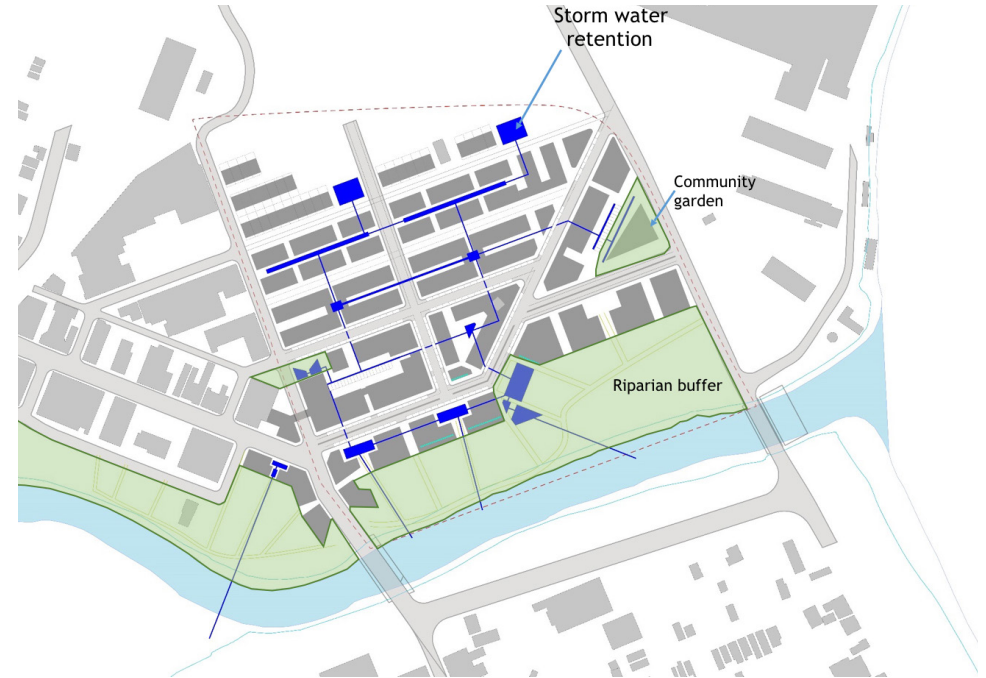 Storm water
retention
Community
garden
Riparian buffer